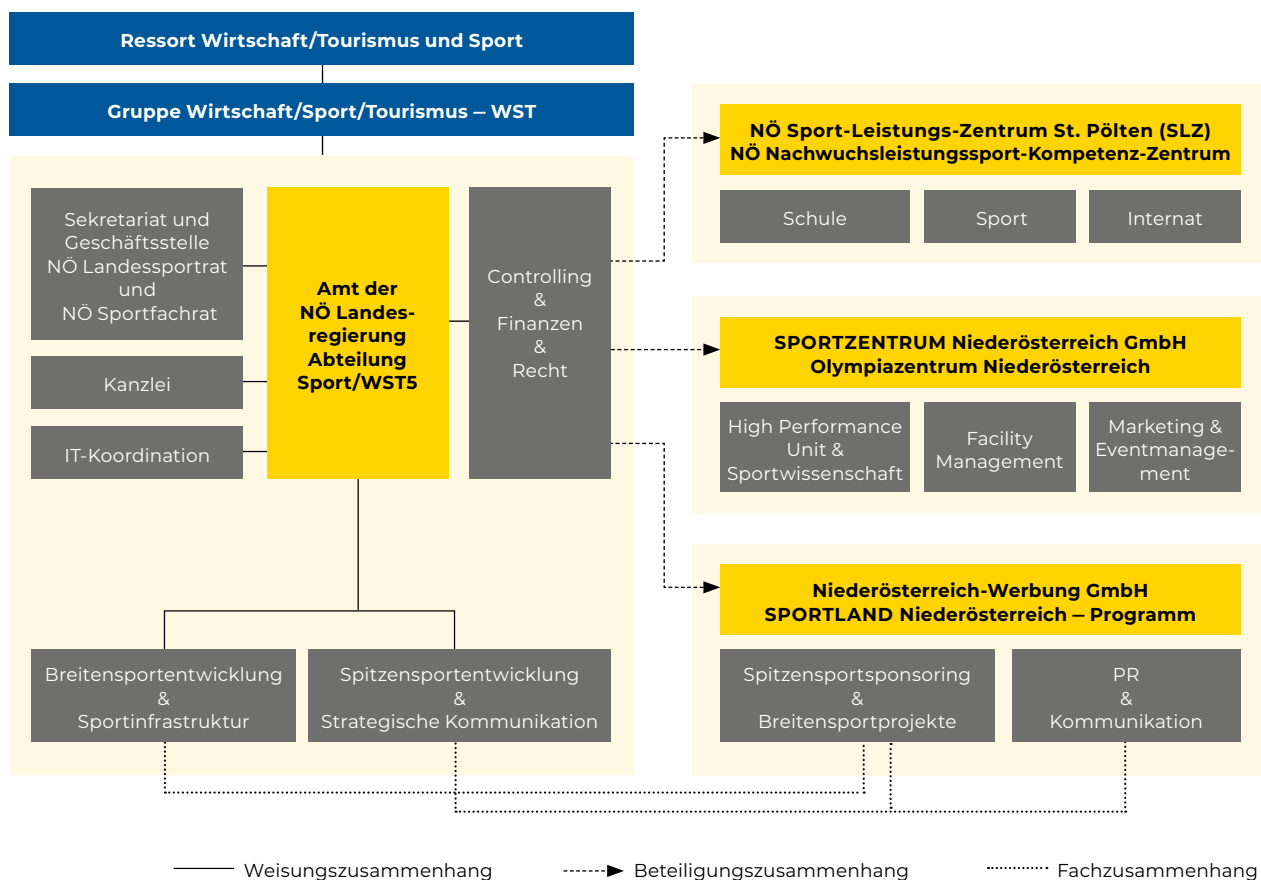 Ressort Wirtschaft/Tourismus und Sport
Gruppe Wirtschaft/Sport/Tourismus – WST
Sekretariat und
Geschäftsstelle
NÖ Landessportrat
und
NÖ Sportfachrat
Kanzlei
IT-Koordination
Amt der
NÖ Landes-
regierung
Abteilung
Sport/WST5
Controlling
&
Finanzen
&
Recht
Breitensportentwicklung
&
Sportinfrastruktur
Spitzensportentwicklung
&
Strategische Kommunikation
NÖ Sport-Leistungs-Zentrum St. Pölten (SLZ)
NÖ Nachwuchsleistungssport-Kompetenz-Zentrum
Schule
Sport
Internat
SPORTZENTRUM Niederösterreich GmbH
Olympiazentrum Niederösterreich
High Performance
Unit &
Sportwissenschaft
Facility
Management
Marketing &
Eventmanage-
ment
Niederösterreich-Werbung GmbH
SPORTLAND Niederösterreich – Programm
Spitzensportsponsoring
&
Breitensportprojekte
PR
&
Kommunikation
Weisungszusammenhang
Beteiligungszusammenhang
Fachzusammenhang